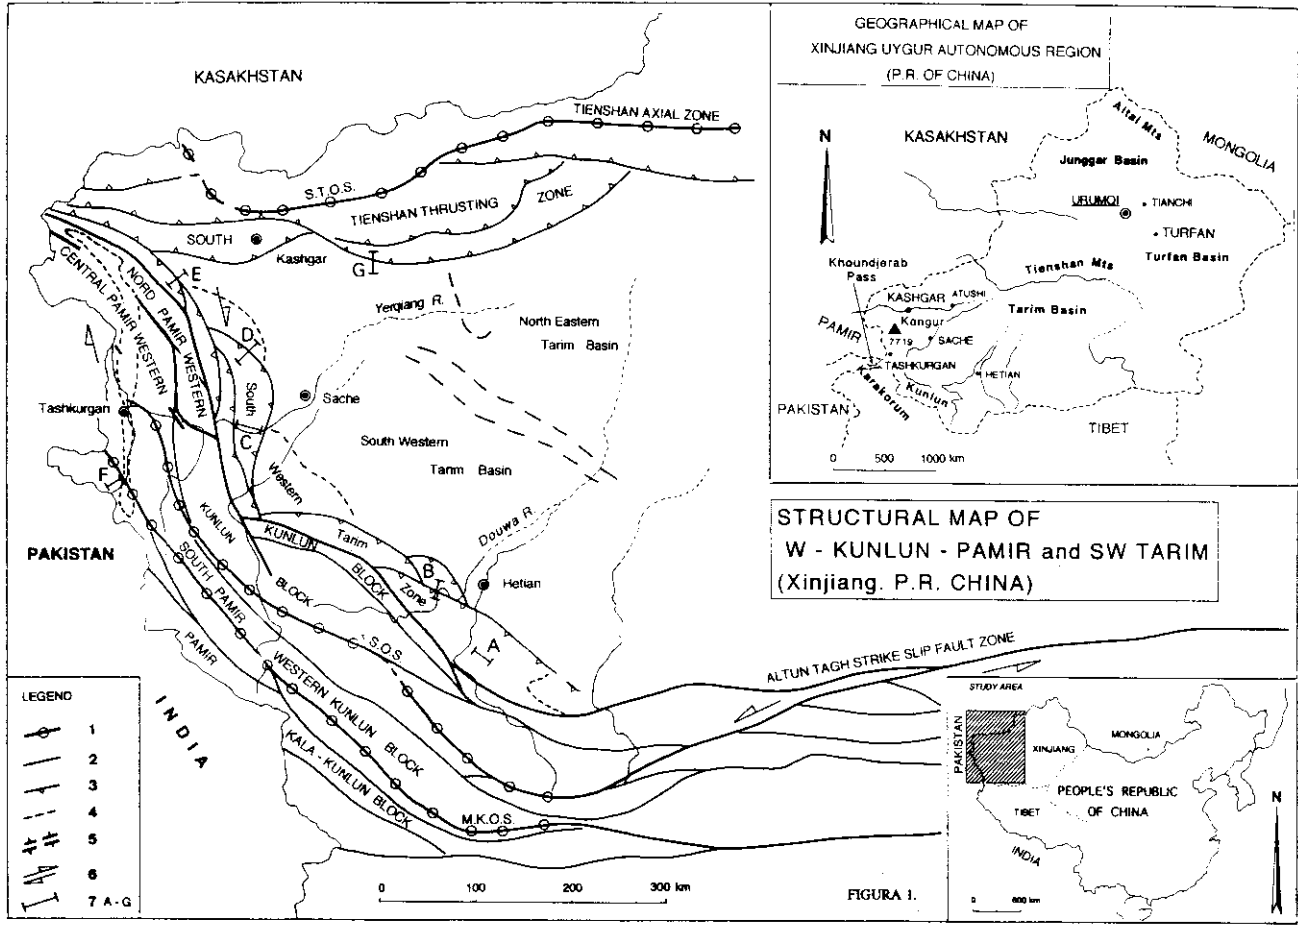 KASAKHSTAN
TIENSHAN AXIAL ZONE
S.T.O.S.
TIENSHAN THRUSTING
ZONE
SOUTH
Kashgar
G
E
NORD PAMIR WESTERN
CENTRAL PAMIR WESTERN
Yerqiang R.
North Eastern
Tarim Basin
D
South
Sache
Tashkurgan
C
South Western
Tarim Basin
Western
F
KUNLUN
BLOCK
Douwa R.
PAKISTAN
KUNLUN
BLOCK
Tarim
Zone
B
Hetian
SOUTH PAMIR
S.O.S.
A
PAMIR
WESTERN KUNLUN BLOCK
KALA - KUNLUN BLOCK
M.K.O.S.
INDIA
ALTUN TAGH STRIKE SLIP FAULT ZONE
LEGEND
1
2
3
4
5
6
7 A-G
0 100 200 300 km
FIGURA 1.
GEOGRAPHICAL MAP OF
XINJIANG UYGUR AUTONOMOUS REGION
(P.R. OF CHINA)
N
KASAKHSTAN
Altai Mts
MONGOLIA
Junggar Basin
URUMQI
TIANCHI
TURFAN
Turfan Basin
Khoundjerab
Pass
Tienshan Mts
KASHGAR
ATUSHI
Tarim Basin
Kongur
PAMIR
7719
SACHE
TASHKURGAN
HETIAN
Karakorum
Kunlun
PAKISTAN
TIBET
0 500 1000 km
STRUCTURAL MAP OF
W - KUNLUN - PAMIR and SW TARIM
(Xinjiang. P.R. CHINA)
STUDY AREA
PAKISTAN
XINJIANG
MONGOLIA
PEOPLE'S REPUBLIC
OF CHINA
TIBET
INDIA
N
0 600 km